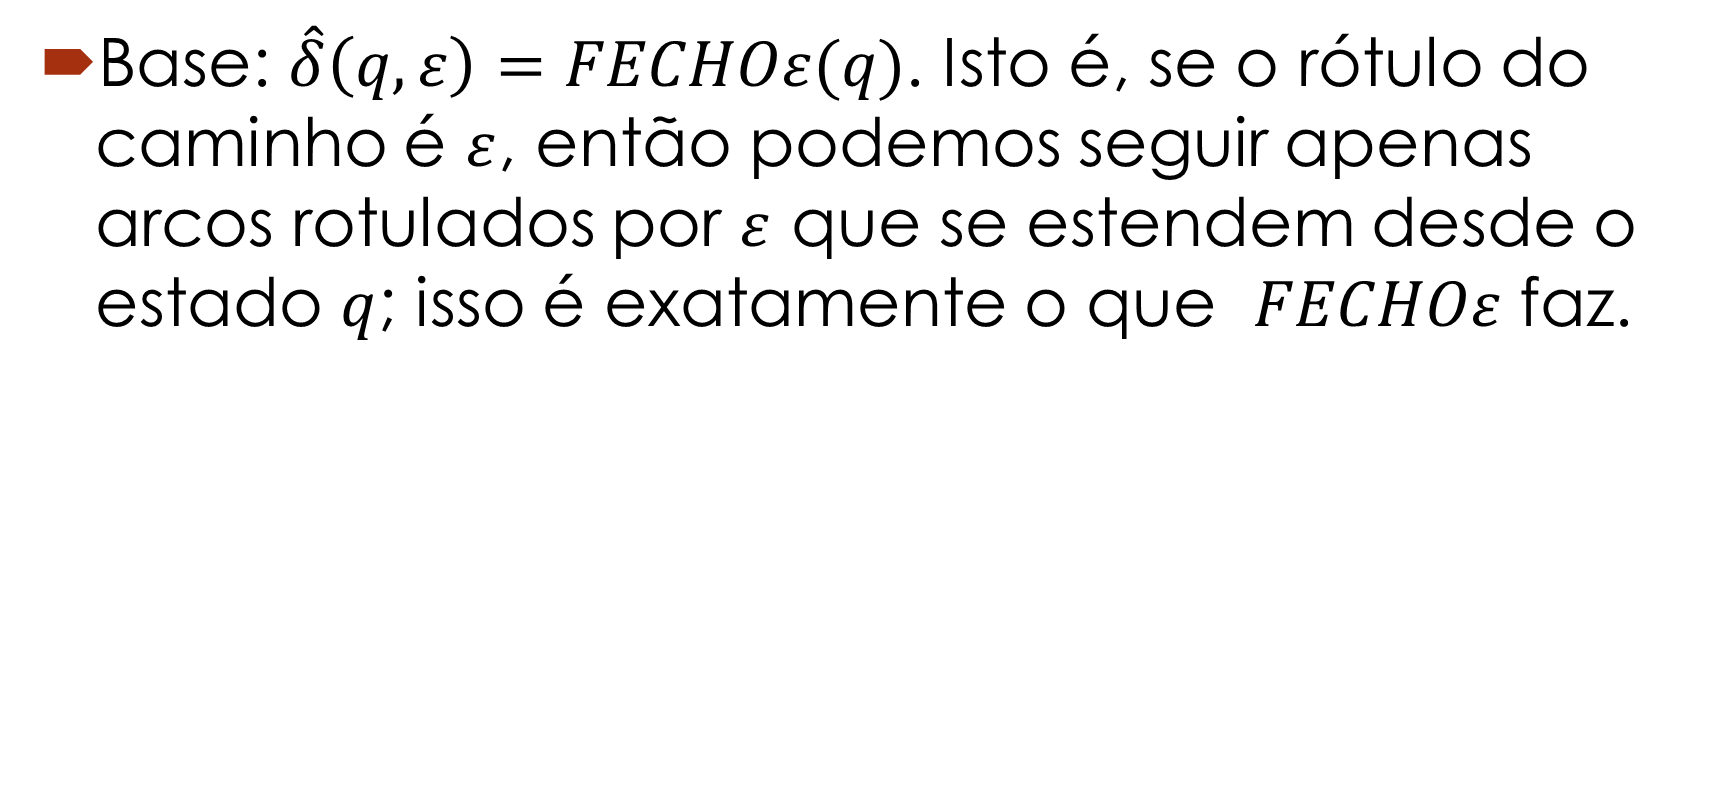 Base: δ̂(q, ε) = FECHOε(q). Isto é, se o rótulo do
caminho é ε, então podemos seguir apenas
arcos rotulados por ε que se estendem desde o
estado q; isso é exatamente o que FECHOε faz.